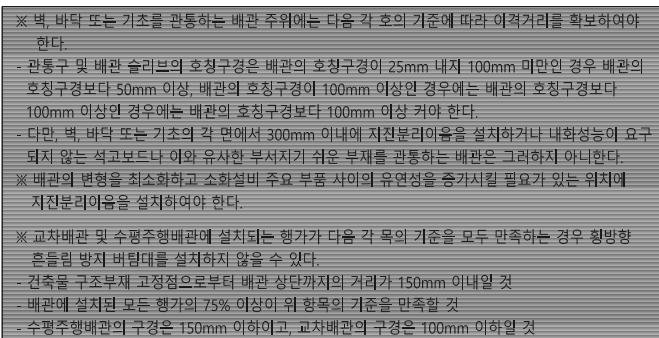 ※ 벽, 바닥 또는 기초를 관통하는 배관 주위에는 다음 각 호의 기준에 따라 이격거리를 확보하여야
한다.
- 관통구 및 배관 슬리브의 호칭구경은 배관의 호칭구경이 25mm 내지 100mm 미만인 경우 배관의
호칭구경보다 50mm 이상, 배관의 호칭구경이 100mm 이상인 경우에는 배관의 호칭구경보다
100mm 이상인 경우에는 배관의 호칭구경보다 100mm 이상 커야 한다.
- 다만, 벽, 바닥 또는 기초의 각 면에서 300mm 이내에 지진분리이음을 설치하거나 내화성능이 요구
되지 않는 석고보드나 이와 유사한 부서지기 쉬운 부재를 관통하는 배관은 그러하지 아니한다.
※ 배관의 변형을 최소화하고 소화설비 주요 부품 사이의 유연성을 증가시킬 필요가 있는 위치에
지진분리이음을 설치하여야 한다.
※ 교차배관 및 수평주행배관에 설치되는 행가가 다음 각 목의 기준을 모두 만족하는 경우 횡방향
흔들림 방지 버팀대를 설치하지 않을 수 있다.
- 건축물 구조부재 고정점으로부터 배관 상단까지의 거리가 150mm 이내일 것
- 배관에 설치된 모든 행가의 75% 이상이 위 항목의 기준을 만족할 것
- 수평주행배관의 구경은 150mm 이하이고, 교차배관의 구경은 100mm 이하일 것